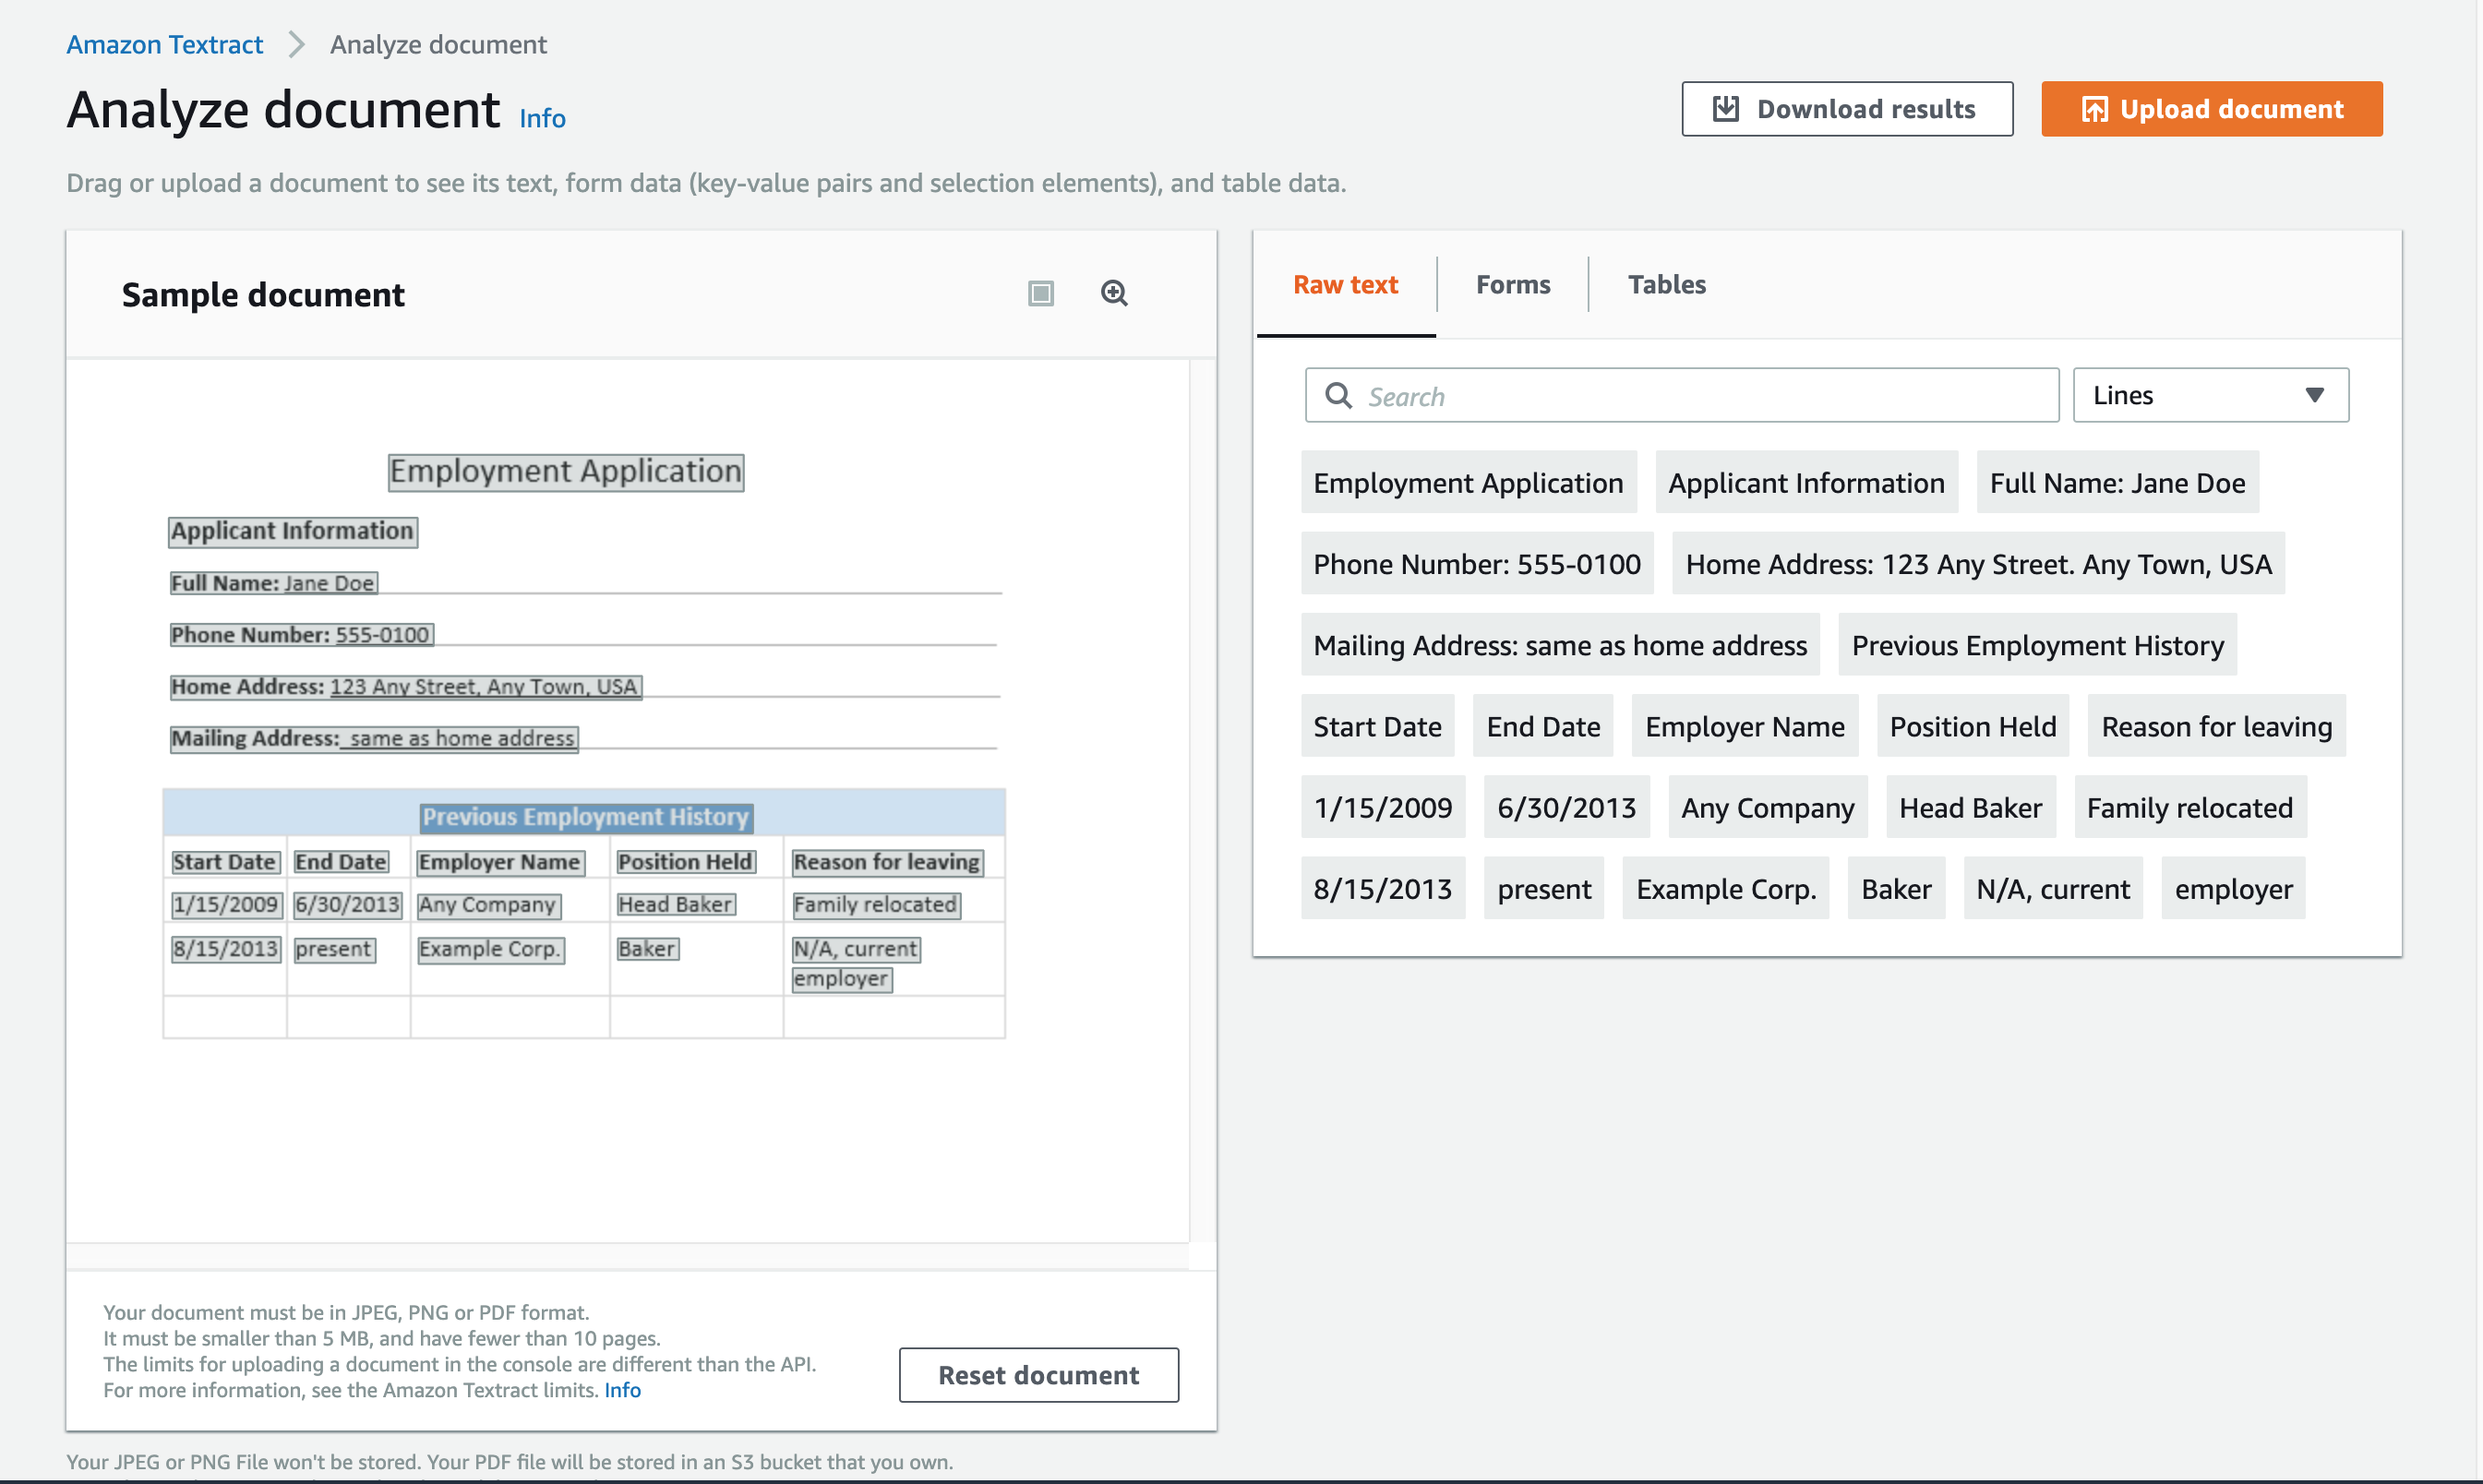 Amazon Textract > Analyze document
Analyze document Info
Download results
Upload document
Drag or upload a document to see its text, form data (key-value pairs and selection elements), and table data.
Sample document
Employment Application
Applicant Information
Full Name: Jane Doe
Phone Number: 555-0100
Home Address: 123 Any Street, Any Town, USA
Mailing Address: same as home address
Previous Employment History
Start Date End Date Employer Name Position Held Reason for leaving
1/15/2009 6/30/2013 Any Company Head Baker Family relocated
8/15/2013 present Example Corp. Baker N/A, current
employer
Your document must be in JPEG, PNG or PDF format.
It must be smaller than 5 MB, and have fewer than 10 pages.
The limits for uploading a document in the console are different than the API.
For more information, see the Amazon Textract limits. Info
Reset document
Your JPEG or PNG File won't be stored. Your PDF file will be stored in an S3 bucket that you own.
Raw text Forms Tables
Search Lines
Employment Application Applicant Information Full Name: Jane Doe
Phone Number: 555-0100 Home Address: 123 Any Street. Any Town, USA
Mailing Address: same as home address Previous Employment History
Start Date End Date Employer Name Position Held Reason for leaving
1/15/2009 6/30/2013 Any Company Head Baker Family relocated
8/15/2013 present Example Corp. Baker N/A, current employer